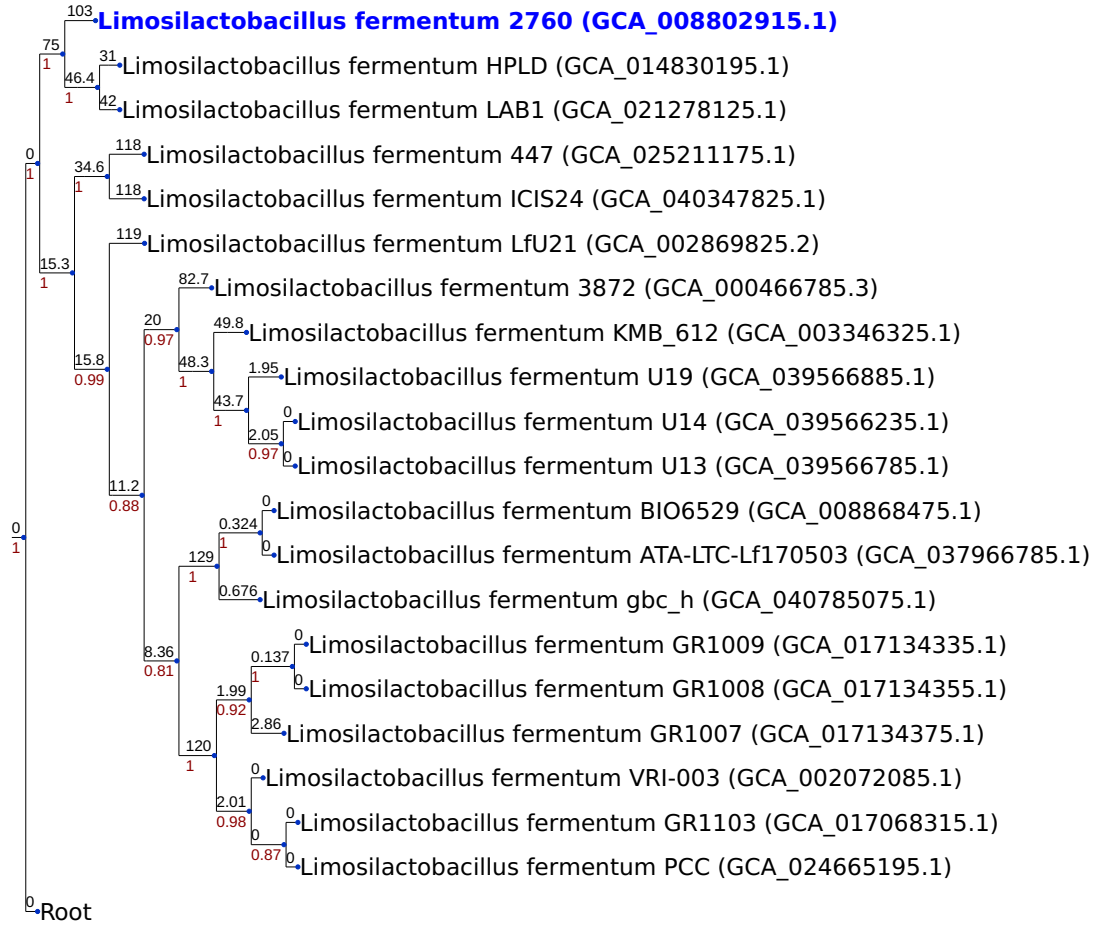 103
Limosilactobacillus fermentum 2760 (GCA_008802915.1)
75
1
31
Limosilactobacillus fermentum HPLD (GCA_014830195.1)
46.4
1
42
Limosilactobacillus fermentum LAB1 (GCA_021278125.1)
0
1
118
Limosilactobacillus fermentum 447 (GCA_025211175.1)
34.6
1
118
Limosilactobacillus fermentum ICIS24 (GCA_040347825.1)
15.3
1
119
Limosilactobacillus fermentum LfU21 (GCA_002869825.2)
82.7
Limosilactobacillus fermentum 3872 (GCA_000466785.3)
20
0.97
49.8
Limosilactobacillus fermentum KMB_612 (GCA_003346325.1)
15.8
0.99
48.3
1
1.95
Limosilactobacillus fermentum U19 (GCA_039566885.1)
43.7
1
0
Limosilactobacillus fermentum U14 (GCA_039566235.1)
2.05
0.97
0
Limosilactobacillus fermentum U13 (GCA_039566785.1)
11.2
0.88
0
Limosilactobacillus fermentum BIO6529 (GCA_008868475.1)
0
1
0.324
1
0
Limosilactobacillus fermentum ATA-LTC-Lf170503 (GCA_037966785.1)
129
1
0.676
Limosilactobacillus fermentum gbc_h (GCA_040785075.1)
0
Limosilactobacillus fermentum GR1009 (GCA_017134335.1)
8.36
0.81
0.137
1
0
Limosilactobacillus fermentum GR1008 (GCA_017134355.1)
1.99
0.92
2.86
Limosilactobacillus fermentum GR1007 (GCA_017134375.1)
120
1
0
Limosilactobacillus fermentum VRI-003 (GCA_002072085.1)
2.01
0.98
0
Limosilactobacillus fermentum GR1103 (GCA_017068315.1)
0
0.87
0
Limosilactobacillus fermentum PCC (GCA_024665195.1)
0
Root